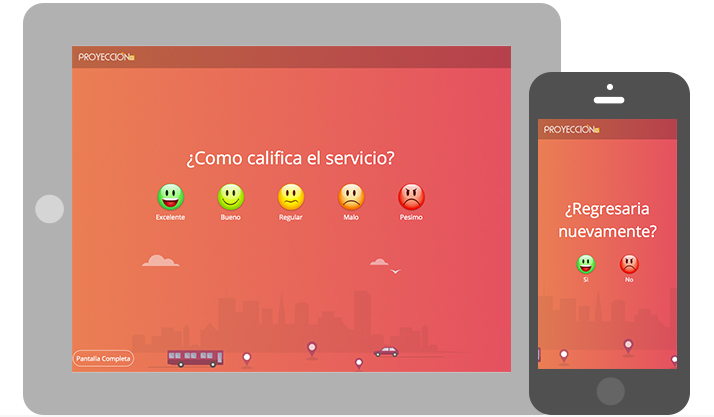 PROYECCIÓN
¿Como califica el servicio?
Excelente
Bueno
Regular
Malo
Pesimo
Pantalla Completa
PROYECCIÓN
¿Regresaria
nuevamente?
Si
No